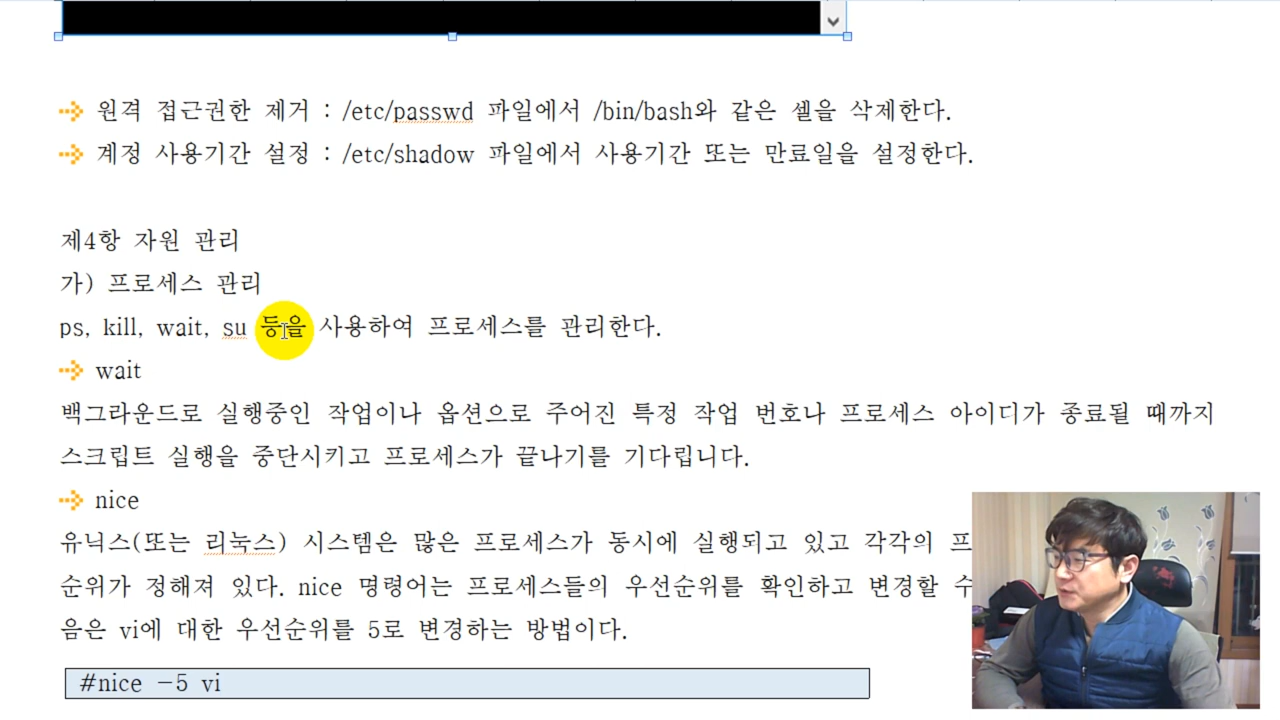 원격 접근권한 제거 : /etc/passwd 파일에서 /bin/bash와 같은 셸을 삭제한다.
계정 사용기간 설정 : /etc/shadow 파일에서 사용기간 또는 만료일을 설정한다.
제4항 자원 관리
가) 프로세스 관리
ps, kill, wait, su 등을 사용하여 프로세스를 관리한다.
wait
백그라운드로 실행중인 작업이나 옵션으로 주어진 특정 작업 번호나 프로세스 아이디가 종료될 때까지
스크립트 실행을 중단시키고 프로세스가 끝나기를 기다립니다.
nice
유닉스(또는 리눅스) 시스템은 많은 프로세스가 동시에 실행되고 있고 각각의 프
순위가 정해져 있다. nice 명령어는 프로세스들의 우선순위를 확인하고 변경할 수
음은 vi에 대한 우선순위를 5로 변경하는 방법이다.
#nice -5 vi